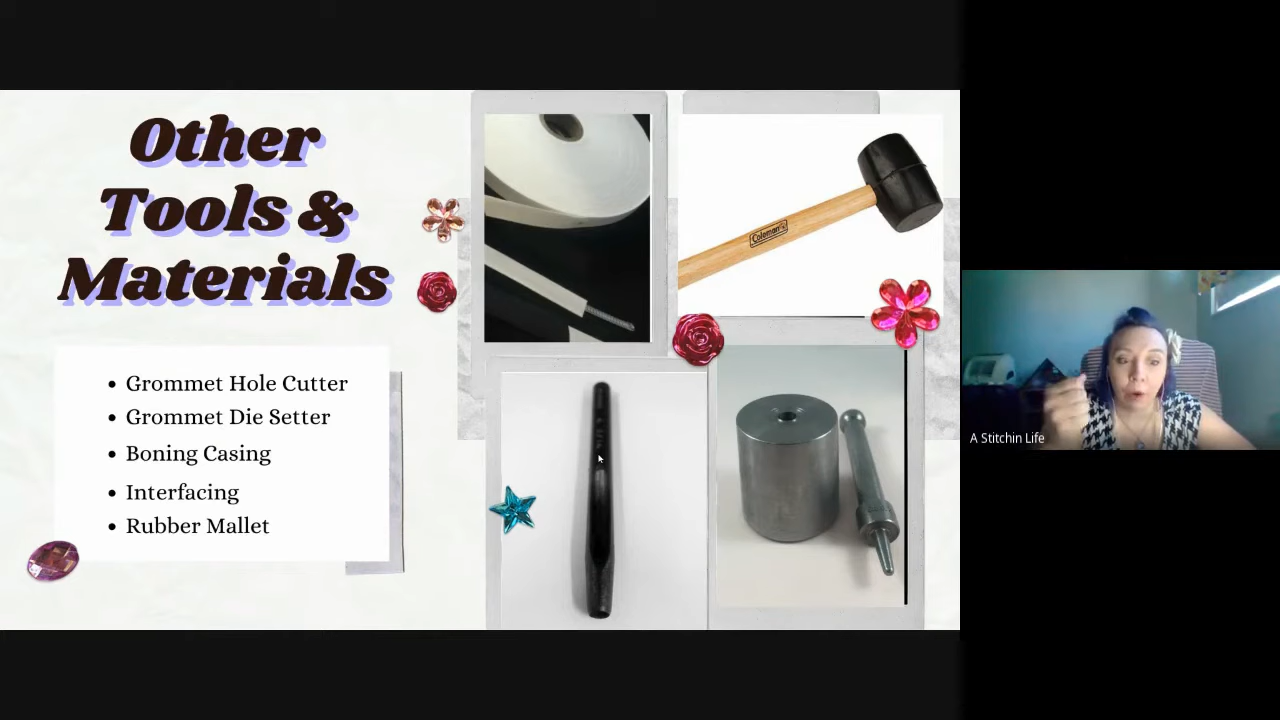 Other
Tools &
Materials
Grommet Hole Cutter
Grommet Die Setter
Boning Casing
Interfacing
Rubber Mallet
Coleman
A Stitchin Life